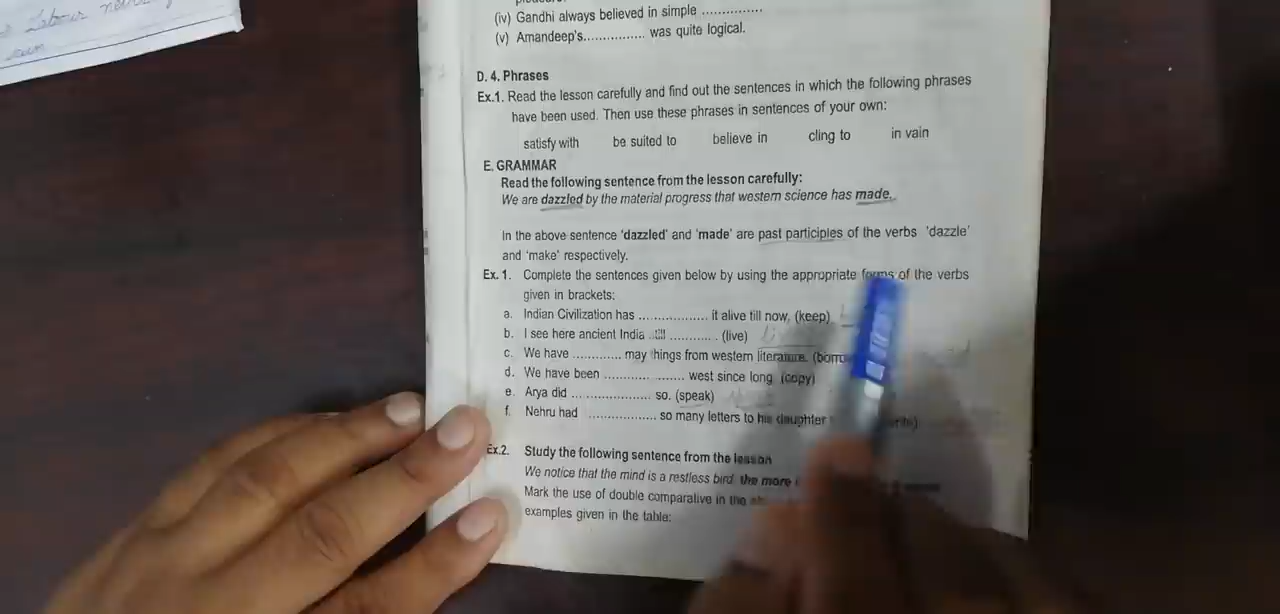 Labour
(iv) Gandhi always believed in simple ..............
(v) Amandeep's............... was quite logical.
D. 4. Phrases
Ex.1. Read the lesson carefully and find out the sentences in which the following phrases
have been used. Then use these phrases in sentences of your own:
satisfy with be suited to believe in cling to in vain
E. GRAMMAR
Read the following sentence from the lesson carefully:
We are dazzled by the material progress that western science has made.
In the above sentence 'dazzled' and 'made' are past participles of the verbs 'dazzle'
and 'make' respectively.
Ex. 1. Complete the sentences given below by using the appropriate forms of the verbs
given in brackets:
a. Indian Civilization has ................. it alive till now. (keep)
b. I see here ancient India still ............ (live)
c. We have ............ may things from western literature.
d. We have been .................... west since long. (copy)
e. Arya did .................... so. (speak)
f. Nehru had ................. so many letters to his daughter
Ex.2. Study the following sentence from the lesson
We notice that the mind is a restless bird, the more
Mark the use of double comparative in the
examples given in the table: